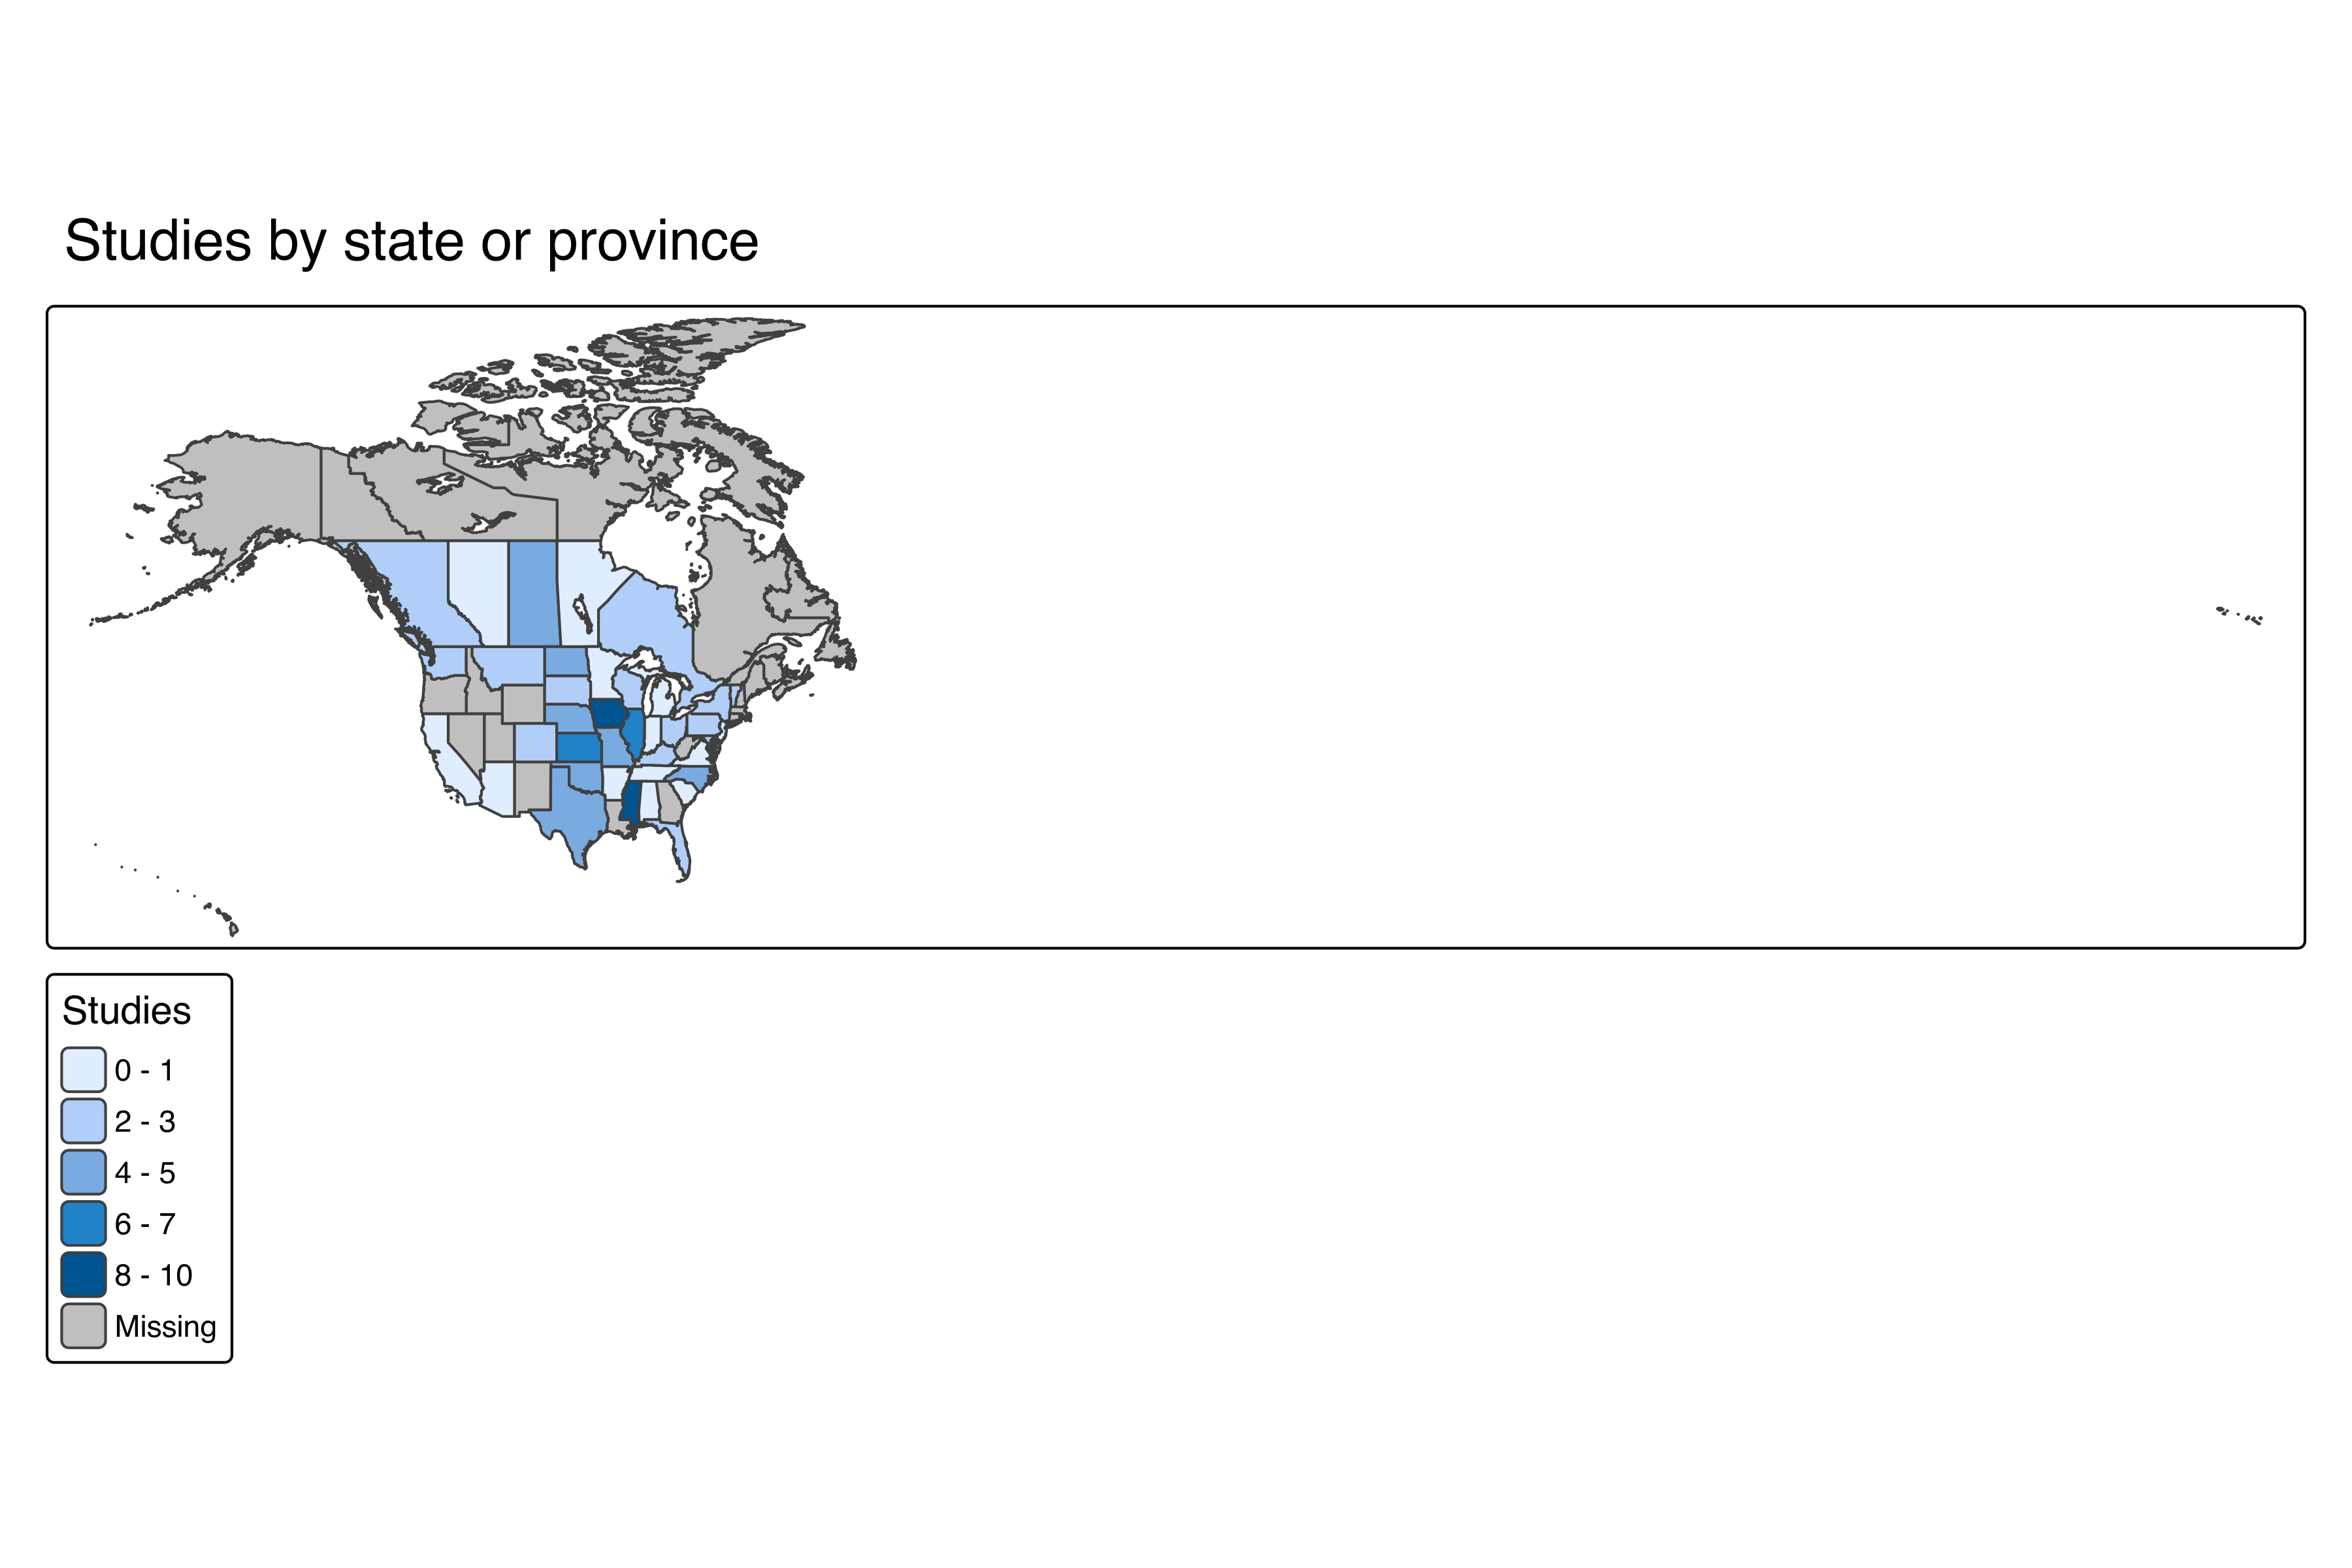 Studies by state or province
Studies
0 - 1
2 - 3
4 - 5
6 - 7
8 - 10
Missing